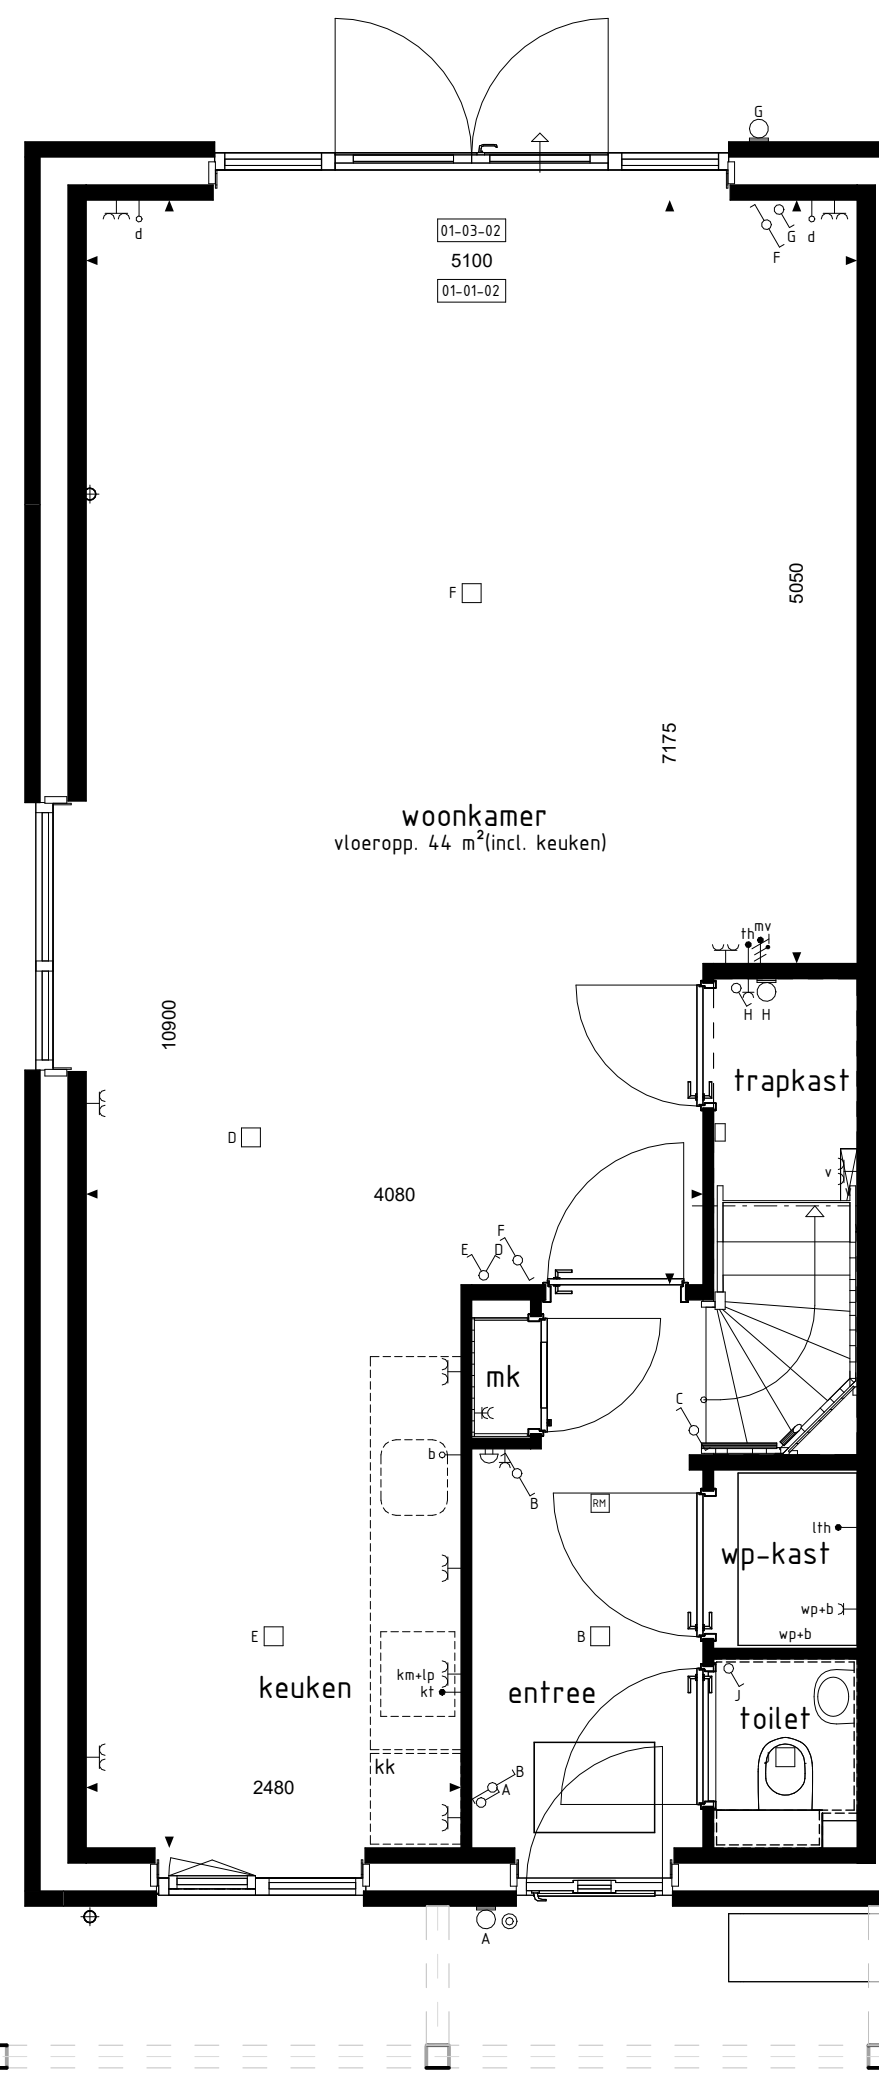 G
d
01-03-02
5100
01-01-02
F
G
d
F
5050
7175
woonkamer
vloeropp. 44 m²(incl. keuken)
th
mv
H
H
10900
trapkast
D
v
4080
F
E
D
mk
C
b
B
RM
lth
wp-kast
wp+b
wp+b
E
B
km+lp
kt
keuken
entree
J
toilet
kk
2480
B
A
A